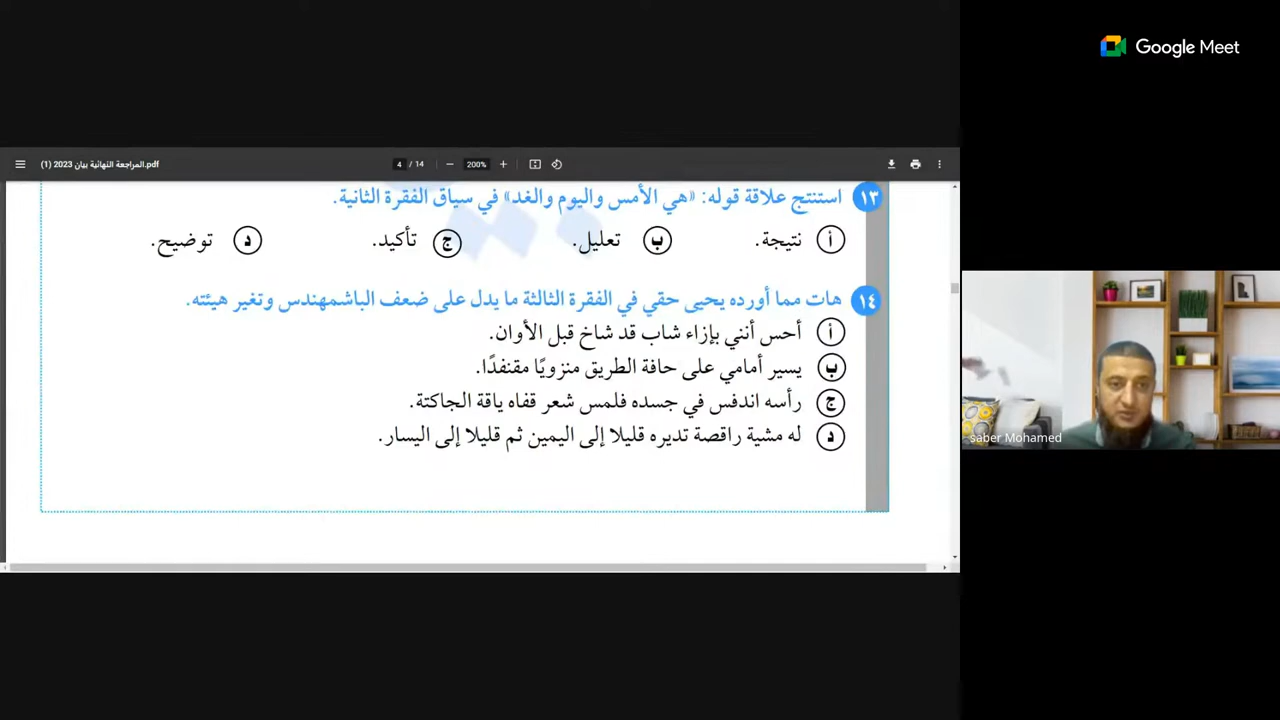 Google Meet
المراجعة النهائية بيان 2023 (1).pdf
4 / 14
200%
١٣ استنتج علاقة قوله: «هي الأمس واليوم والغد» في سياق الفقرة الثانية.
أ نتيجة. ب تعليل. ج تأكيد. د توضيح.
١٤ هات مما أورده يحيى حقي في الفقرة الثالثة ما يدل على ضعف الباشمهندس وتغير هيئته.
أ أحس أنني بإزاء شاب قد شاخ قبل الأوان.
ب يسير أمامي على حافة الطريق منزويًا مقنفدًا.
ج رأسه اندفس في جسده فلمس شعر قفاه ياقة الجاكتة.
د له مشية راقصة تديره قليلا إلى اليمين ثم قليلا إلى اليسار.
saber Mohamed